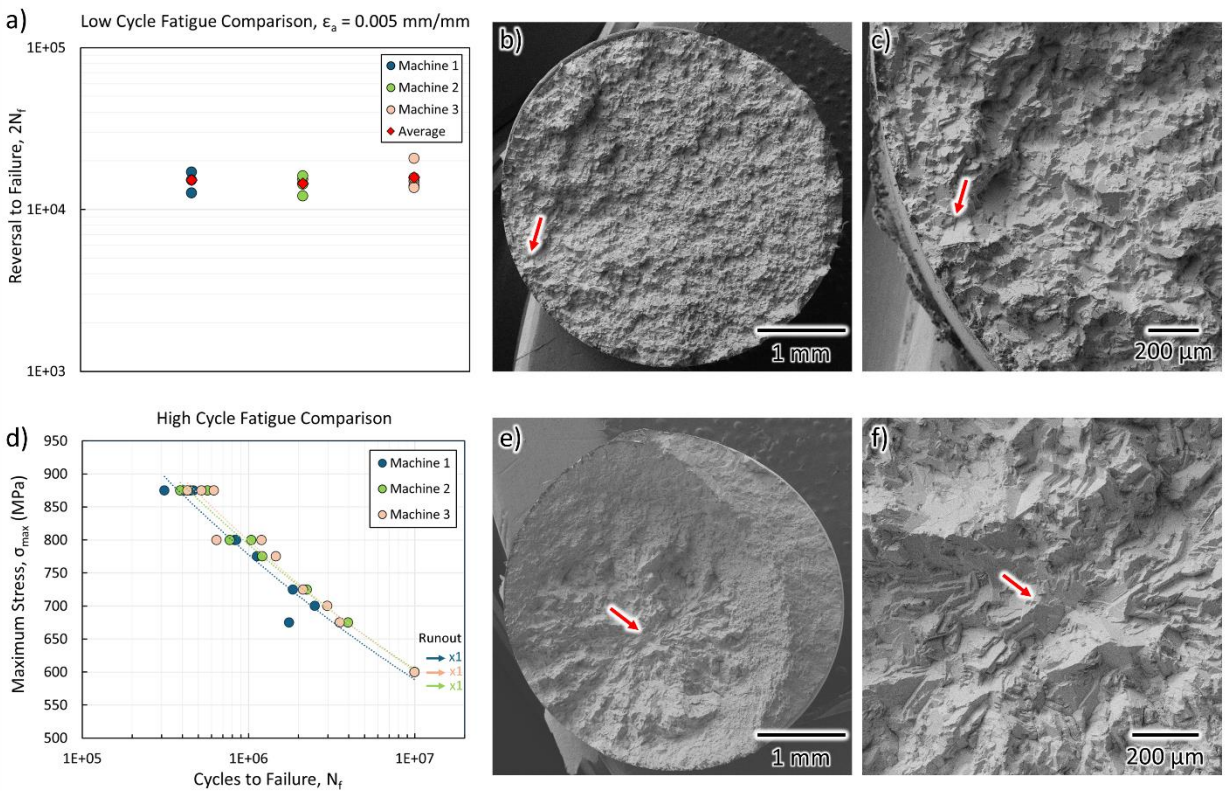 a)
Low Cycle Fatigue Comparison, εa = 0.005 mm/mm
1E+05
1E+04
1E+03
Reversal to Failure, 2Nf
Machine 1
Machine 2
Machine 3
Average
b)
1 mm
c)
200 μm
d)
High Cycle Fatigue Comparison
950
900
850
800
750
700
650
600
550
500
Maximum Stress, σmax (MPa)
Machine 1
Machine 2
Machine 3
Runout
x1
x1
x1
1E+05 1E+06 1E+07
Cycles to Failure, Nf
e)
1 mm
f)
200 μm